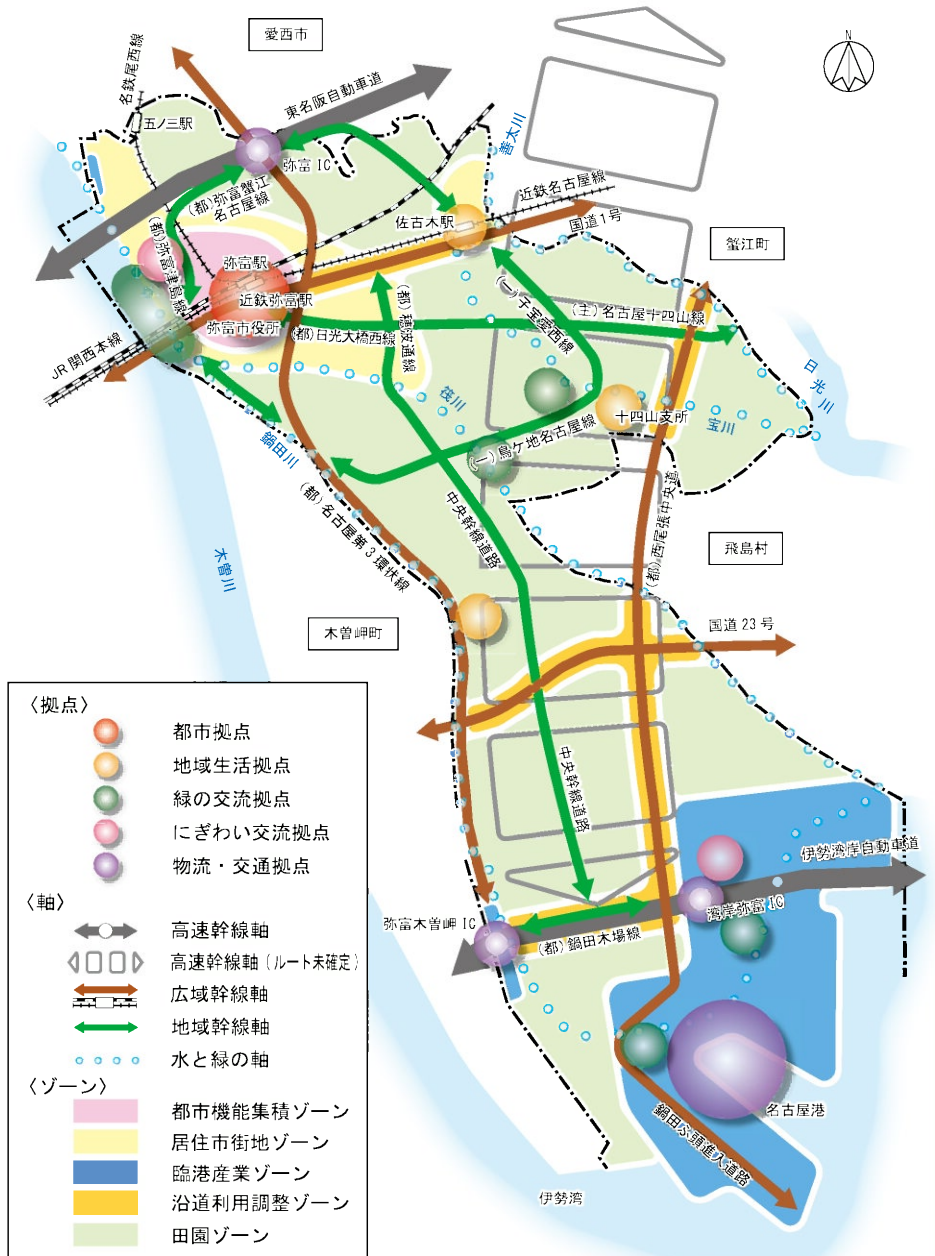 愛西市
N
名鉄尾西線
東名阪自動車道
五ノ三駅
善太川
弥富IC
(都)弥富蟹江
名古屋線
近鉄名古屋線
佐古木駅
国道1号
蟹江町
(都)弥富津島線
弥富駅
近鉄弥富駅
(一)子宝愛西線
(主)名古屋十四山線
弥富市役所
(都)日光大橋西線
(都)穂波通線
JR関西本線
日光川
筏川
十四山支所
宝川
鍋田川
(一)鳥ケ地名古屋線
(都)名古屋第3環状線
中央幹線道路
(都)西尾張中央道
飛島村
木曽川
木曽岬町
国道23号
〈拠点〉
都市拠点
地域生活拠点
緑の交流拠点
にぎわい交流拠点
物流・交通拠点
〈軸〉
高速幹線軸
高速幹線軸(ルート未確定)
広域幹線軸
地域幹線軸
水と緑の軸
〈ゾーン〉
都市機能集積ゾーン
居住市街地ゾーン
臨港産業ゾーン
沿道利用調整ゾーン
田園ゾーン
中央幹線道路
伊勢湾岸自動車道
湾岸弥富IC
弥富木曽岬IC
(都)鍋田木場線
名古屋港
鍋田ふ頭進入道路
伊勢湾